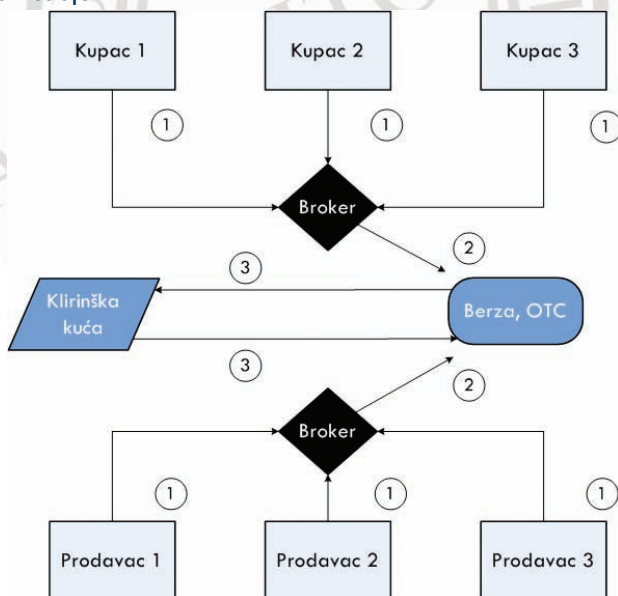 Kupac 1
Kupac 2
Kupac 3
1
1
1
Broker
2
3
Klirinška
kuća
Berza, OTC
3
2
Broker
1
1
1
Prodavac 1
Prodavac 2
Prodavac 3